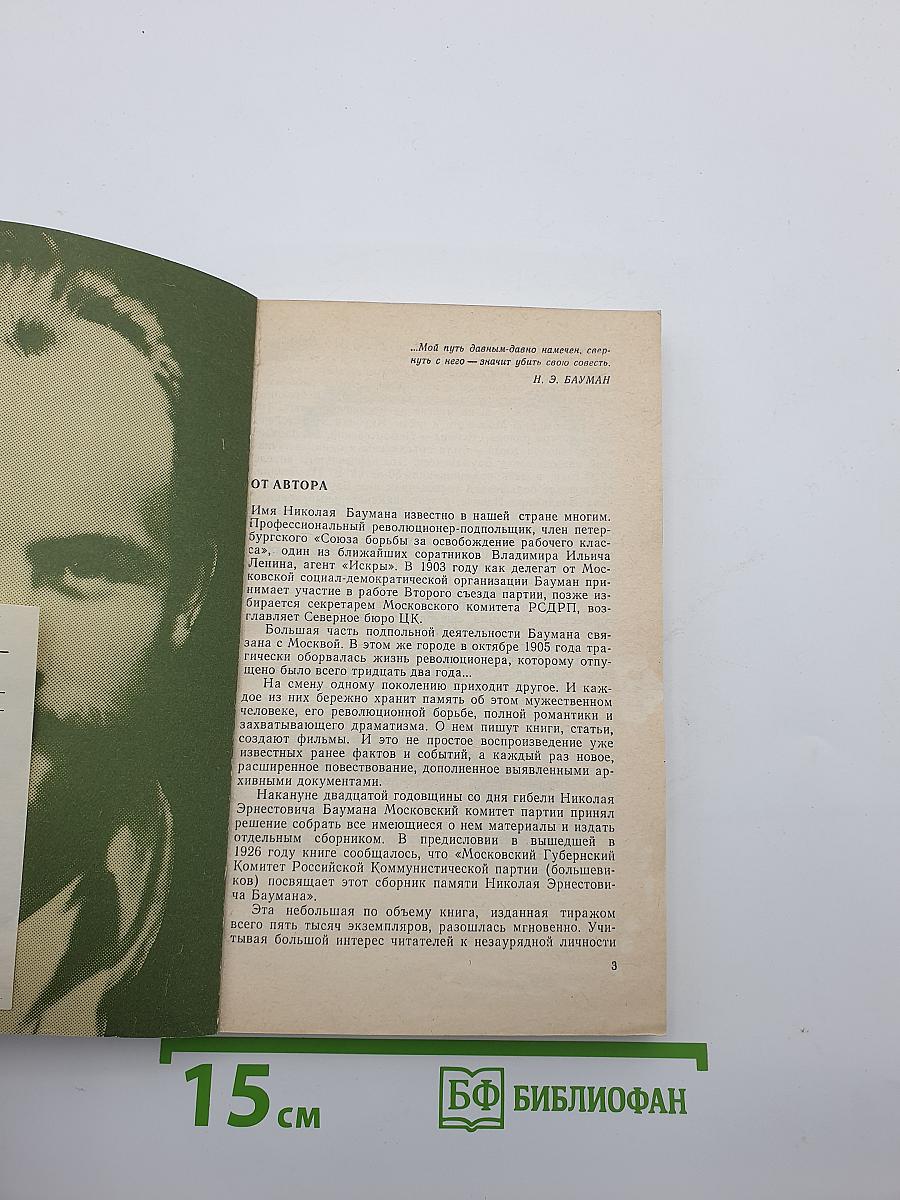 ...Мой путь давным-давно намечен, свер-
нуть с него — значит убить свою совесть.
Н. Э. БАУМАН
ОТ АВТОРА
Имя Николая Баумана известно в нашей стране многим.
Профессиональный революционер-подпольщик, член петер-
бургского «Союза борьбы за освобождение рабочего клас-
са», один из ближайших соратников Владимира Ильича
Ленина, агент «Искры». В 1903 году как делегат от Мос-
ковской социал-демократической организации Бауман при-
нимает участие в работе Второго съезда партии, позже из-
бирается секретарем Московского комитета РСДРП, воз-
главляет Северное бюро ЦК.
Большая часть подпольной деятельности Баумана свя-
зана с Москвой. В этом же городе в октябре 1905 года тра-
гически оборвалась жизнь революционера, которому отпу-
щено было всего тридцать два года...
На смену одному поколению приходит другое. И каж-
дое из них бережно хранит память об этом мужественном
человеке, его революционной борьбе, полной романтики и
захватывающего драматизма. О нем пишут книги, статьи,
создают фильмы. И это не простое воспроизведение уже
известных ранее фактов и событий, а каждый раз новое,
расширенное повествование, дополненное выявленными ар-
хивными документами.
Накануне двадцатой годовщины со дня гибели Николая
Эрнестовича Баумана Московский комитет партии принял
решение собрать все имеющиеся о нем материалы и издать
отдельным сборником. В предисловии в вышедшей в
1926 году книге сообщалось, что «Московский Губернский
Комитет Российской Коммунистической партии (большеви-
ков) посвящает этот сборник памяти Николая Эрнестови-
ча Баумана».
Эта небольшая по объему книга, изданная тиражом
всего пять тысяч экземпляров, разошлась мгновенно. Учи-
тывая большой интерес читателей к незаурядной личности
3
15 см
БФ БИБЛИОФАН